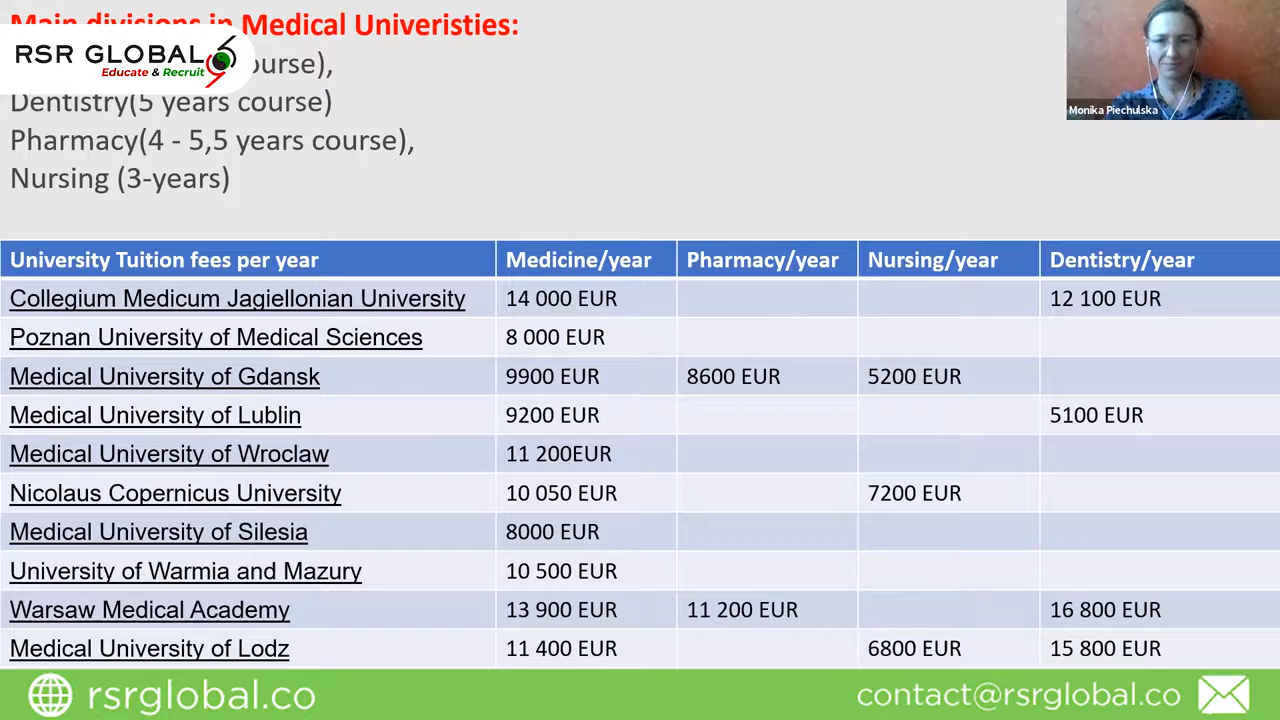 Main divisions in Medical Univeristies:
RSR GLOBAL
Educate & Recruit
ourse),
Dentistry(5 years course)
Pharmacy(4 - 5,5 years course),
Nursing (3-years)
Monika Piechulska
University Tuition fees per year Medicine/year Pharmacy/year Nursing/year Dentistry/year
Collegium Medicum Jagiellonian University 14 000 EUR 12 100 EUR
Poznan University of Medical Sciences 8 000 EUR
Medical University of Gdansk 9900 EUR 8600 EUR 5200 EUR
Medical University of Lublin 9200 EUR 5100 EUR
Medical University of Wroclaw 11 200EUR
Nicolaus Copernicus University 10 050 EUR 7200 EUR
Medical University of Silesia 8000 EUR
University of Warmia and Mazury 10 500 EUR
Warsaw Medical Academy 13 900 EUR 11 200 EUR 16 800 EUR
Medical University of Lodz 11 400 EUR 6800 EUR 15 800 EUR
rsrglobal.co contact@rsrglobal.co